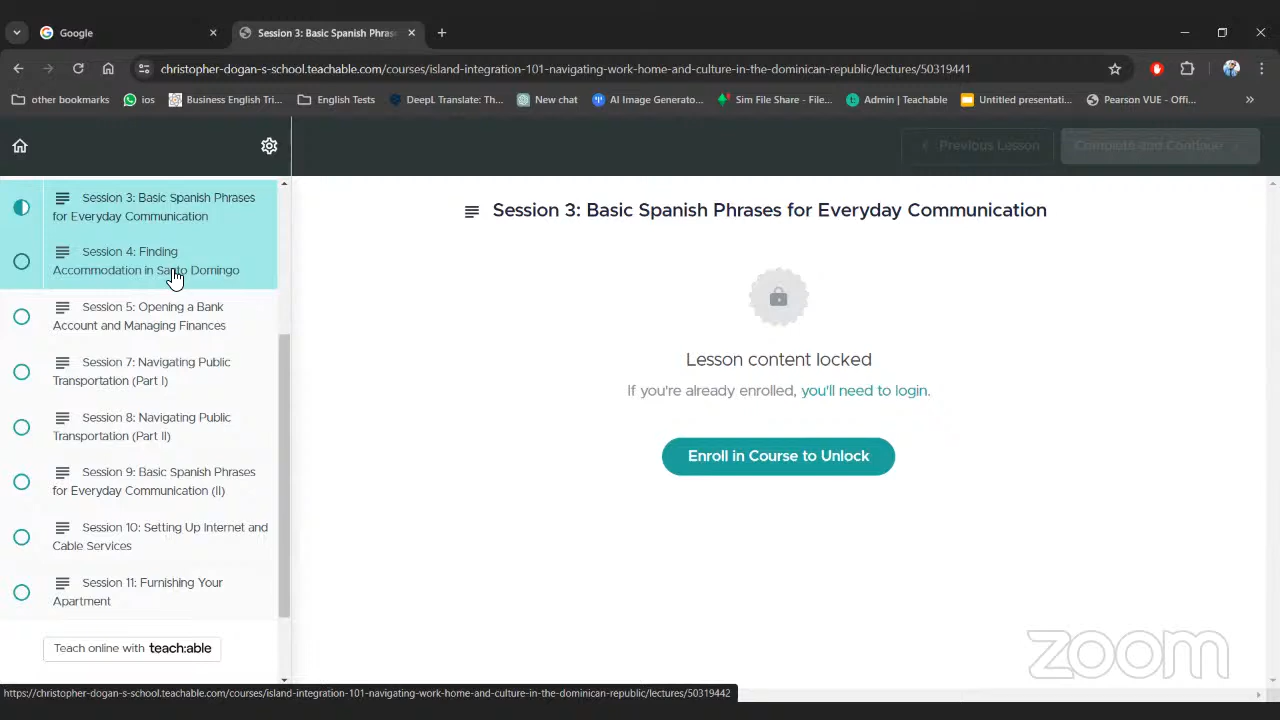 Google
Session 3: Basic Spanish Phras
christopher-dogan-s-school.teachable.com/courses/island-integration-101-navigating-work-home-and-culture-in-the-dominican-republic/lectures/50319441
other bookmarks
ios
Business English Tri...
English Tests
DeepL Translate: Th...
New chat
AI Image Generato...
Sim File Share - File...
Admin | Teachable
Untitled presentati...
Pearson VUE - Offi...
Previous Lesson
Complete and Continue
Session 3: Basic Spanish Phrases
for Everyday Communication
Session 4: Finding
Accommodation in Santo Domingo
Session 5: Opening a Bank
Account and Managing Finances
Session 7: Navigating Public
Transportation (Part I)
Session 8: Navigating Public
Transportation (Part II)
Session 9: Basic Spanish Phrases
for Everyday Communication (II)
Session 10: Setting Up Internet and
Cable Services
Session 11: Furnishing Your
Apartment
Teach online with teach:able
Session 3: Basic Spanish Phrases for Everyday Communication
Lesson content locked
If you're already enrolled, you'll need to login.
Enroll in Course to Unlock
zoom
https://christopher-dogan-s-school.teachable.com/courses/island-integration-101-navigating-work-home-and-culture-in-the-dominican-republic/lectures/50319442